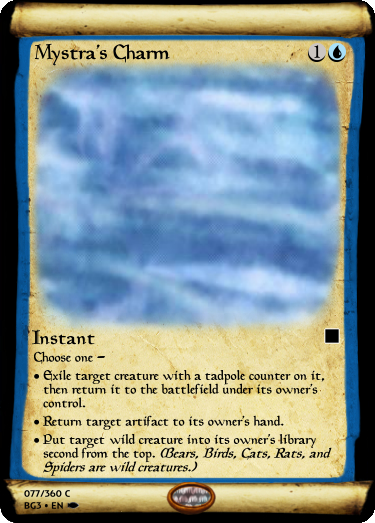 Mystra's Charm 1
Instant
Choose one –
• Exile target creature with a tadpole counter on it,
then return it to the battlefield under its owner's
control.
• Return target artifact to its owner's hand.
• Put target wild creature into its owner's library
second from the top. (Bears, Birds, Cats, Rats, and
Spiders are wild creatures.)
077/360 C
BG3 • EN